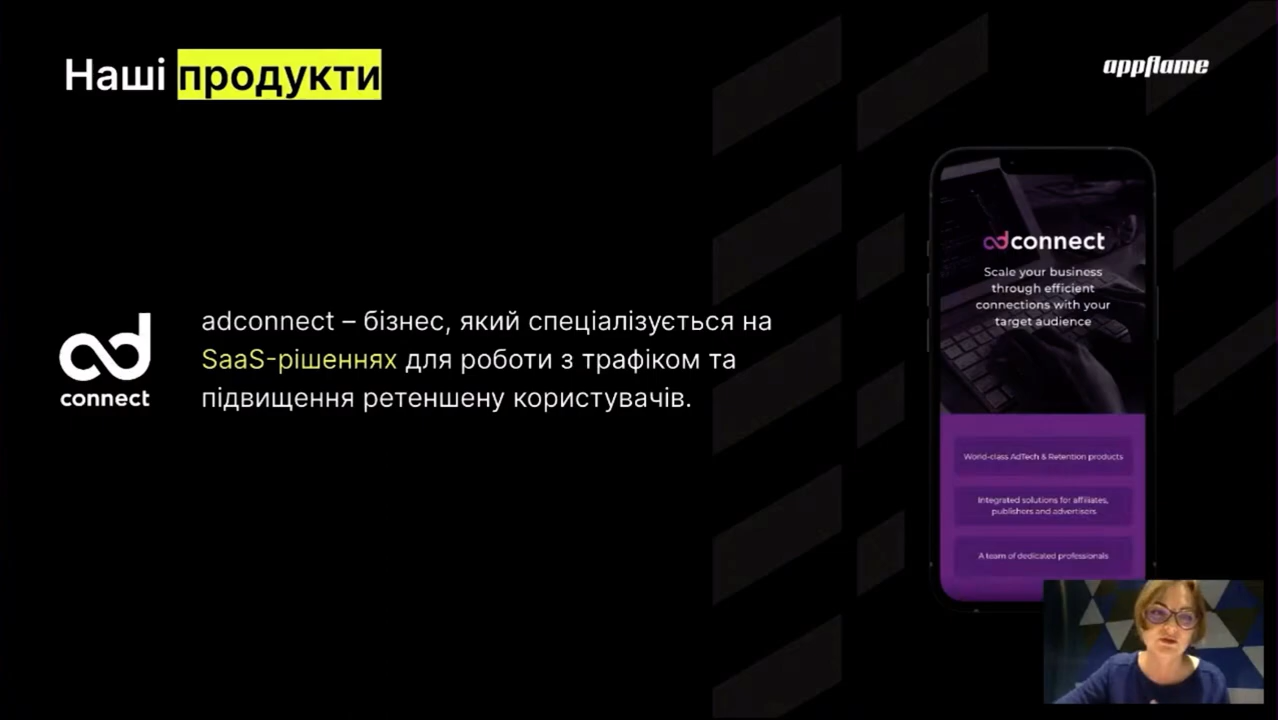 Наші продукти
appflame
adconnect
Scale your business
through efficient
connections with your
target audience
ad
connect
adconnect – бізнес, який спеціалізується на
SaaS-рішеннях для роботи з трафіком та
підвищення ретеншену користувачів.
World-class AdTech & Retention products
Integrated solutions for affiliates,
publishers and advertisers.
A team of dedicated professionals